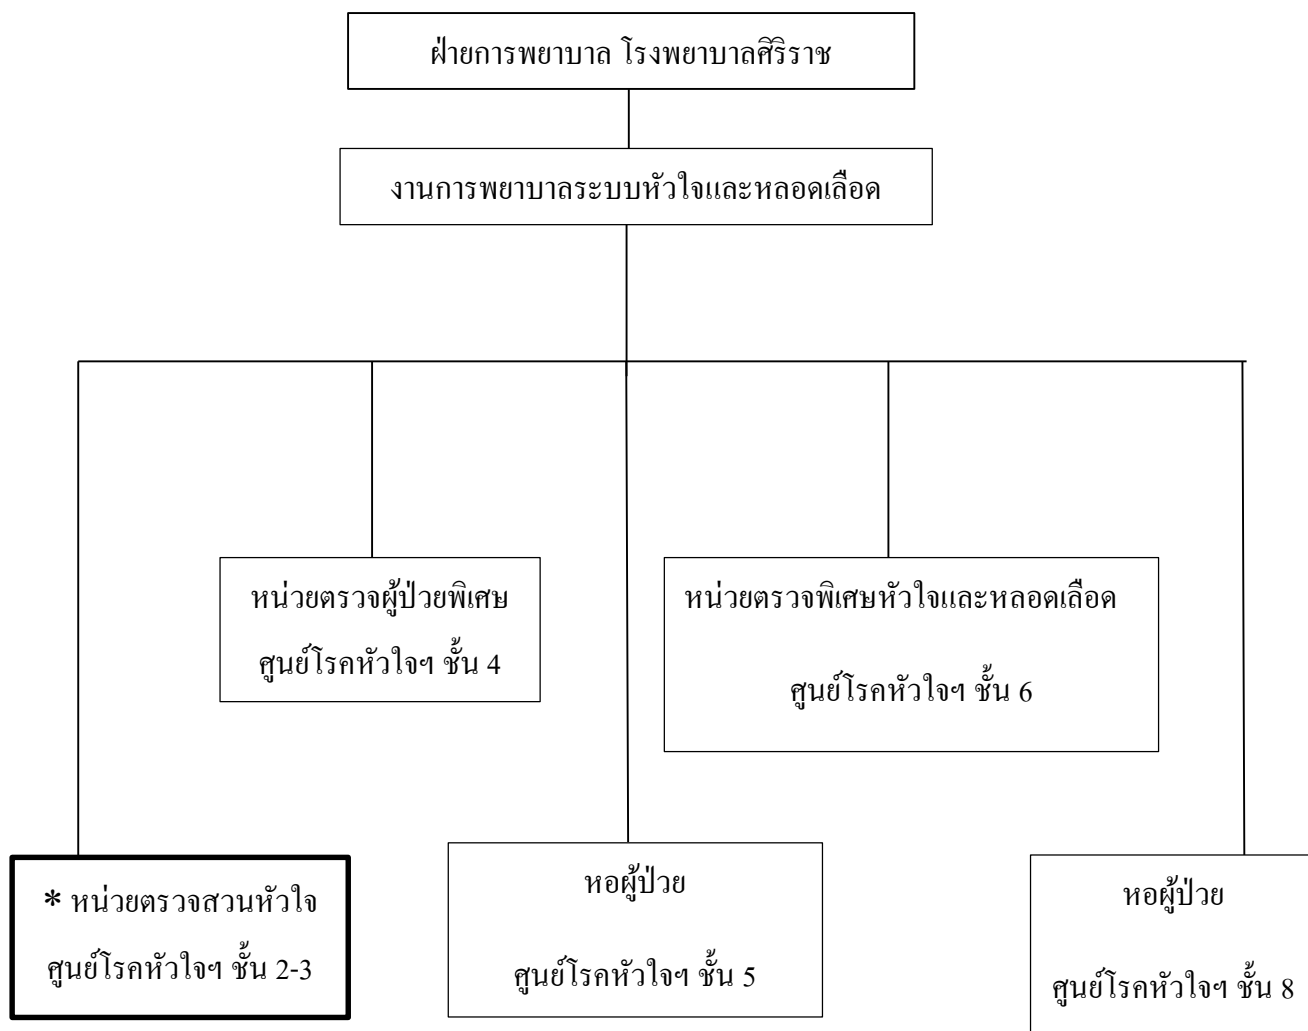 ฝ่ายการพยาบาล โรงพยาบาลศิริราช
งานการพยาบาลระบบหัวใจและหลอดเลือด
หน่วยตรวจผู้ป่วยพิเศษ
ศูนย์โรคหัวใจฯ ชั้น 4
หน่วยตรวจพิเศษหัวใจและหลอดเลือด
ศูนย์โรคหัวใจฯ ชั้น 6
* หน่วยตรวจสวนหัวใจ
ศูนย์โรคหัวใจฯ ชั้น 2-3
หอผู้ป่วย
ศูนย์โรคหัวใจฯ ชั้น 5
หอผู้ป่วย
ศูนย์โรคหัวใจฯ ชั้น 8